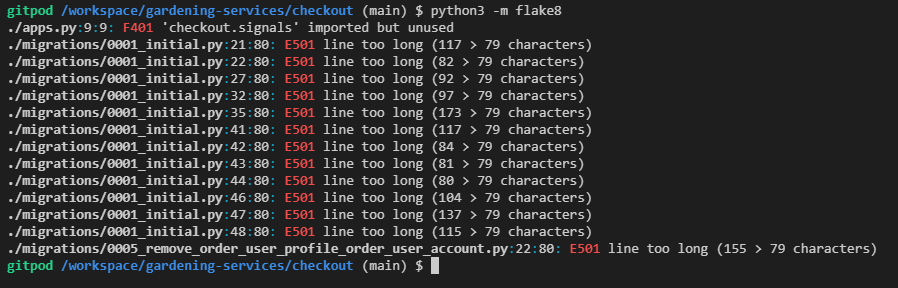 gitpod /workspace/gardening-services/checkout (main) $ python3 -m flake8
./apps.py:9:9: F401 'checkout.signals' imported but unused
./migrations/0001_initial.py:21:80: E501 line too long (117 > 79 characters)
./migrations/0001_initial.py:22:80: E501 line too long (82 > 79 characters)
./migrations/0001_initial.py:27:80: E501 line too long (92 > 79 characters)
./migrations/0001_initial.py:32:80: E501 line too long (97 > 79 characters)
./migrations/0001_initial.py:35:80: E501 line too long (173 > 79 characters)
./migrations/0001_initial.py:41:80: E501 line too long (117 > 79 characters)
./migrations/0001_initial.py:42:80: E501 line too long (84 > 79 characters)
./migrations/0001_initial.py:43:80: E501 line too long (81 > 79 characters)
./migrations/0001_initial.py:44:80: E501 line too long (80 > 79 characters)
./migrations/0001_initial.py:46:80: E501 line too long (104 > 79 characters)
./migrations/0001_initial.py:47:80: E501 line too long (137 > 79 characters)
./migrations/0001_initial.py:48:80: E501 line too long (115 > 79 characters)
./migrations/0005_remove_order_user_profile_order_user_account.py:22:80: E501 line too long (155 > 79 characters)
gitpod /workspace/gardening-services/checkout (main) $